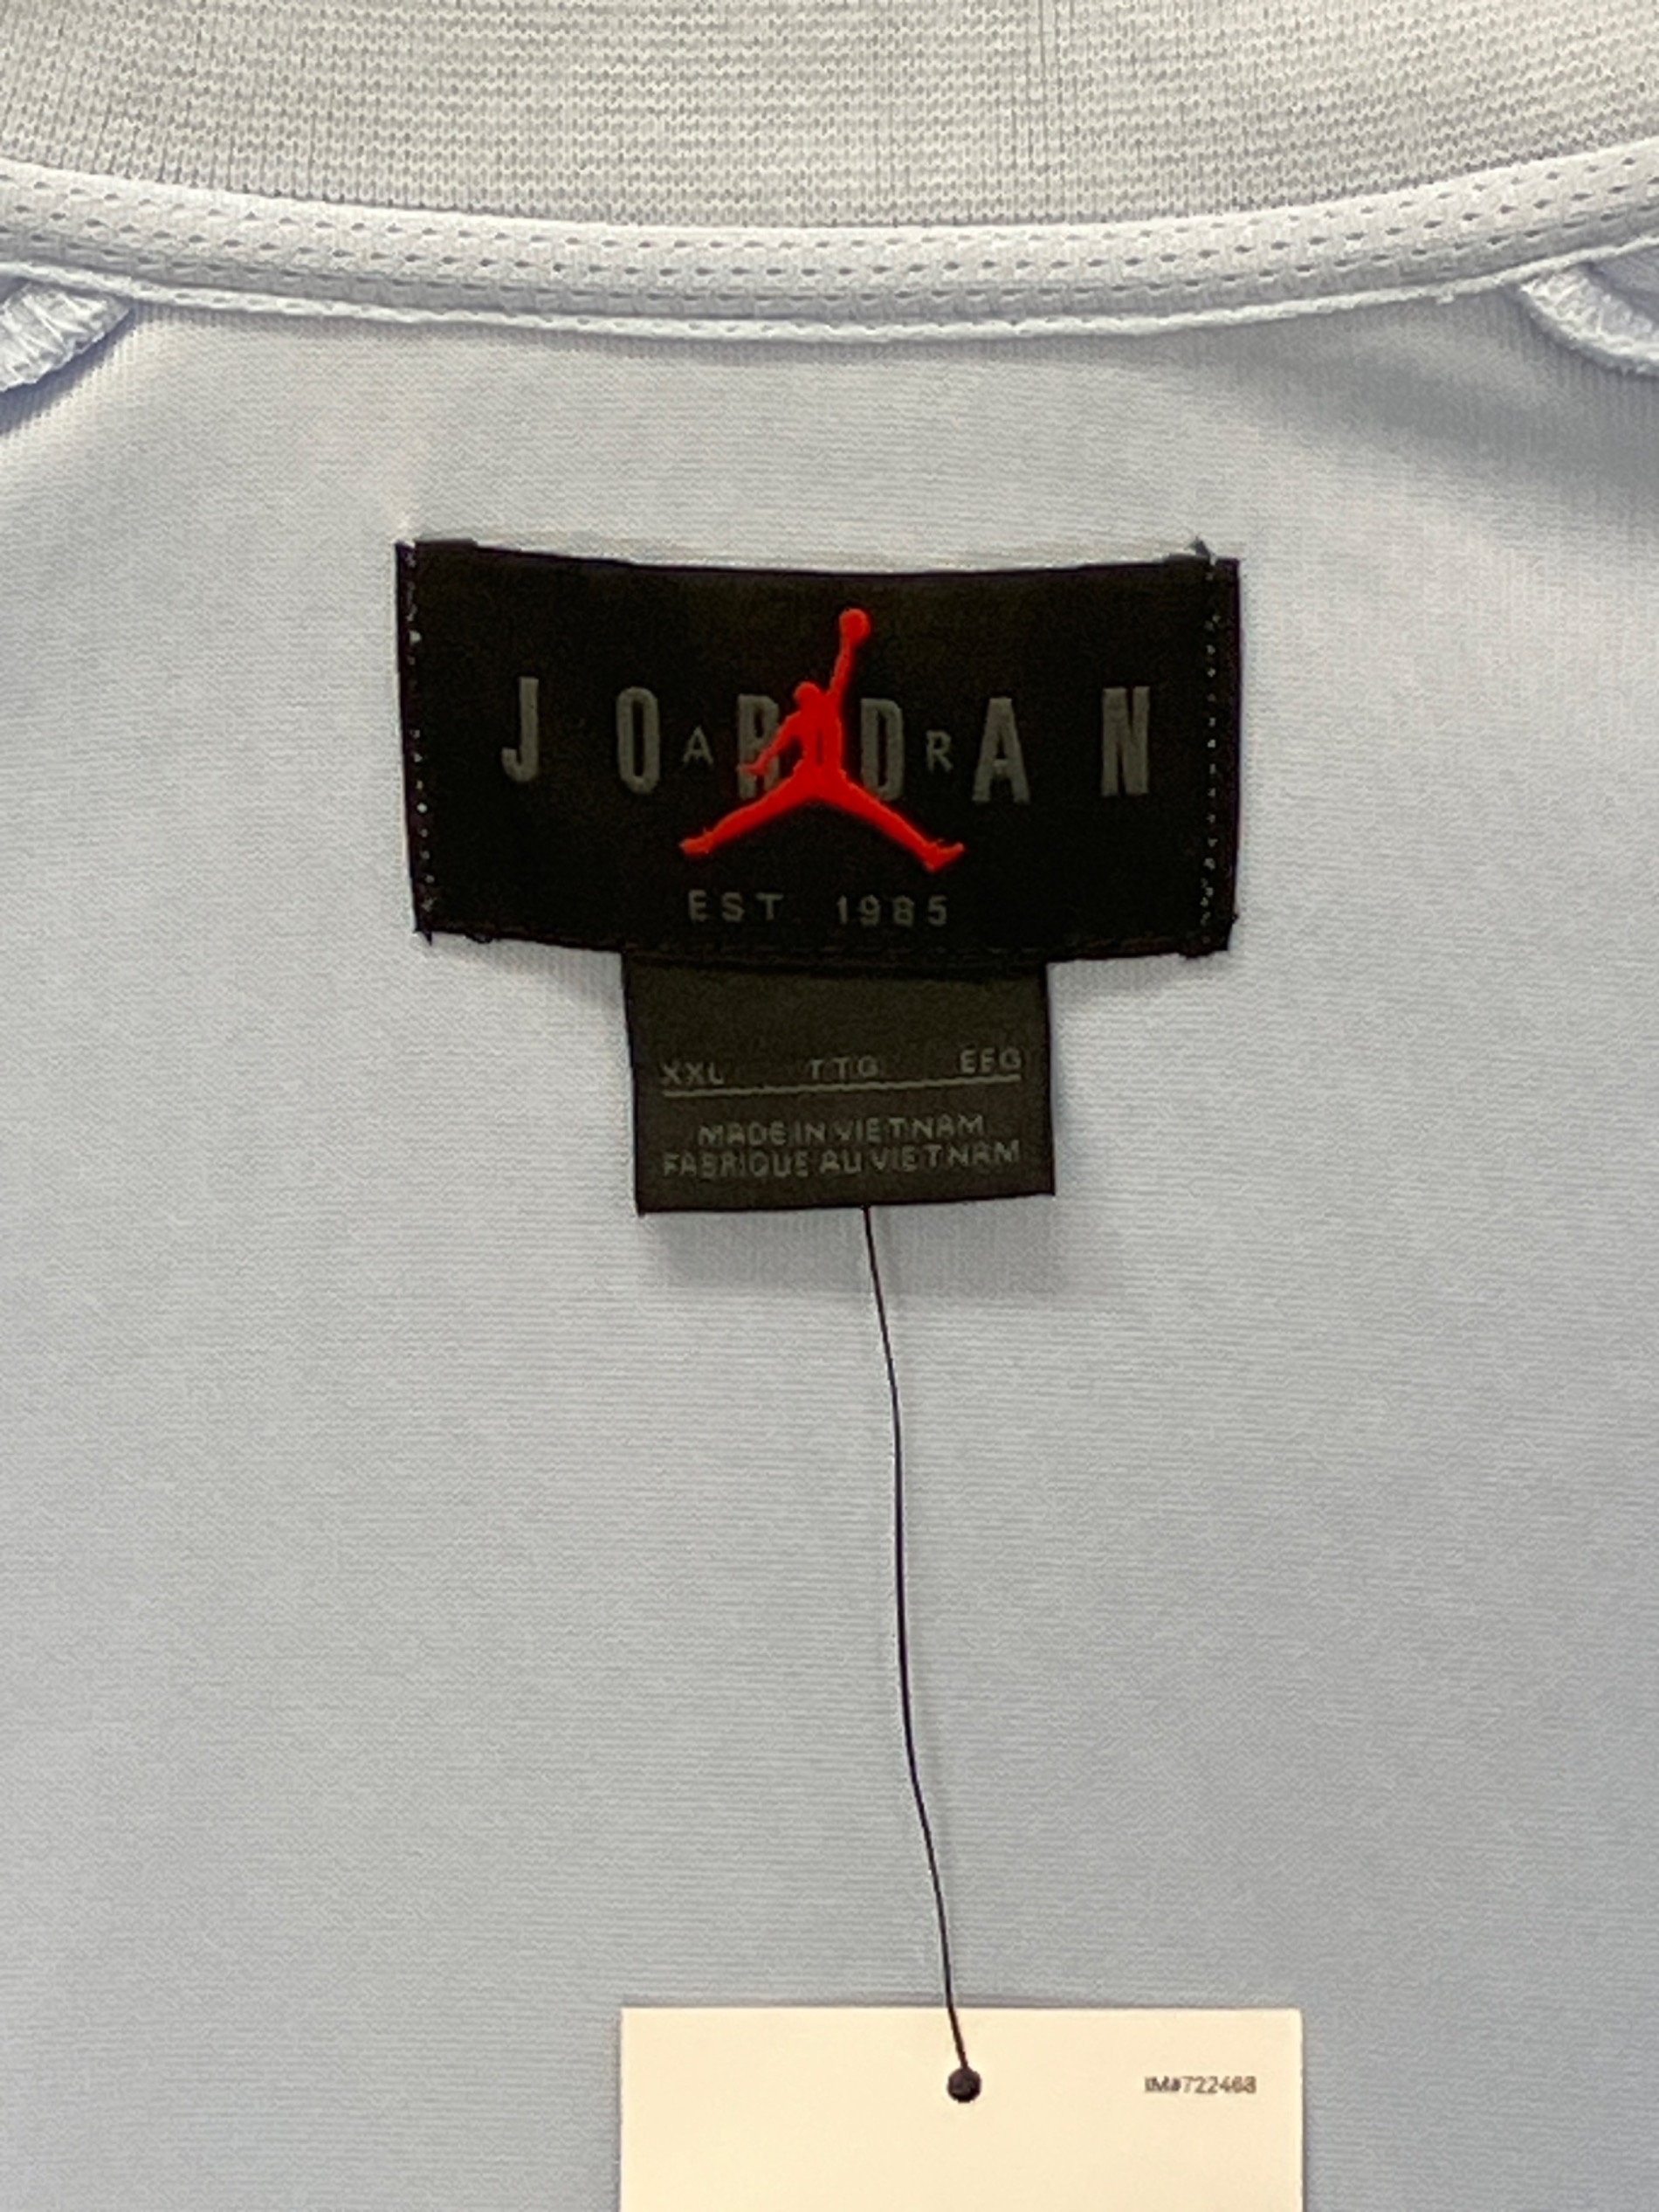 JORDAN
AIR
EST. 1985
XXL TTG EEG
MADE IN VIETNAM
FABRIQUE AU VIETNAM
IM#722468